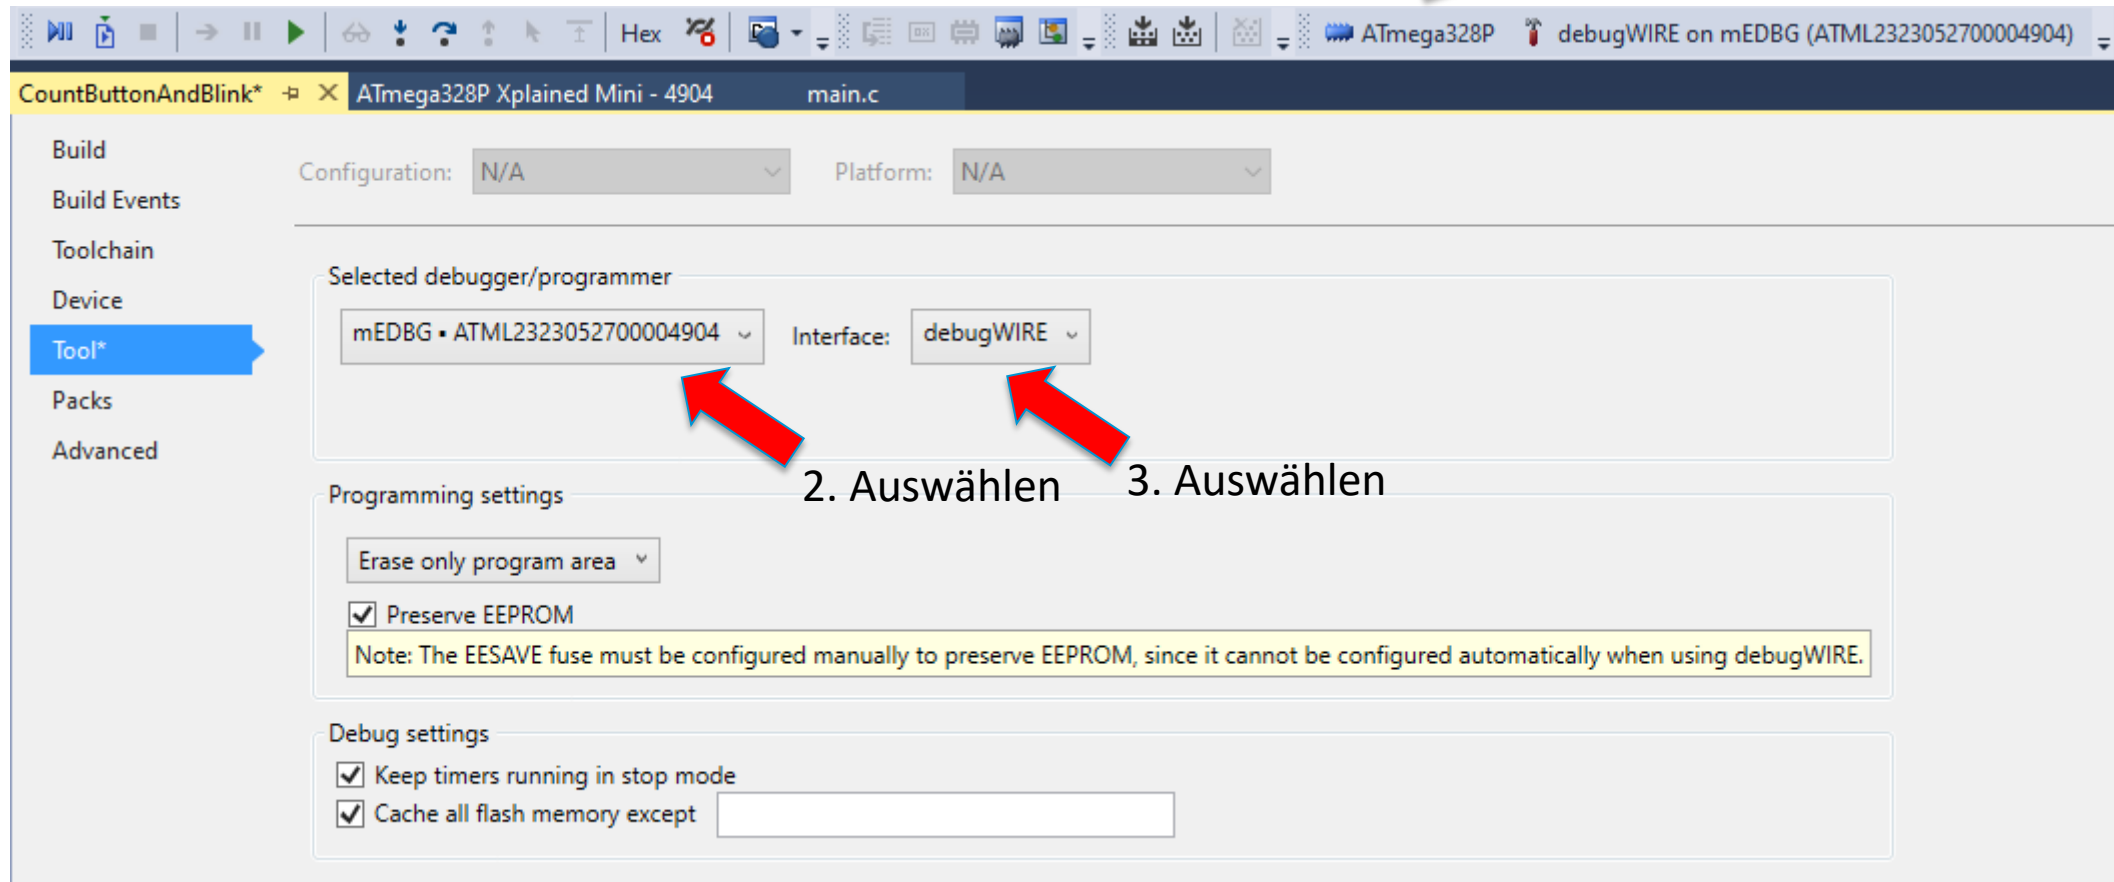 Hex
ATmega328P
debugWIRE on mEDBG (ATML2323052700004904)
CountButtonAndBlink*
ATmega328P Xplained Mini - 4904
main.c
Build
Build Events
Toolchain
Device
Tool*
Packs
Advanced
Configuration: N/A
Platform: N/A
Selected debugger/programmer
mEDBG • ATML2323052700004904
Interface: debugWIRE
2. Auswählen
3. Auswählen
Programming settings
Erase only program area
Preserve EEPROM
Note: The EESAVE fuse must be configured manually to preserve EEPROM, since it cannot be configured automatically when using debugWIRE.
Debug settings
Keep timers running in stop mode
Cache all flash memory except